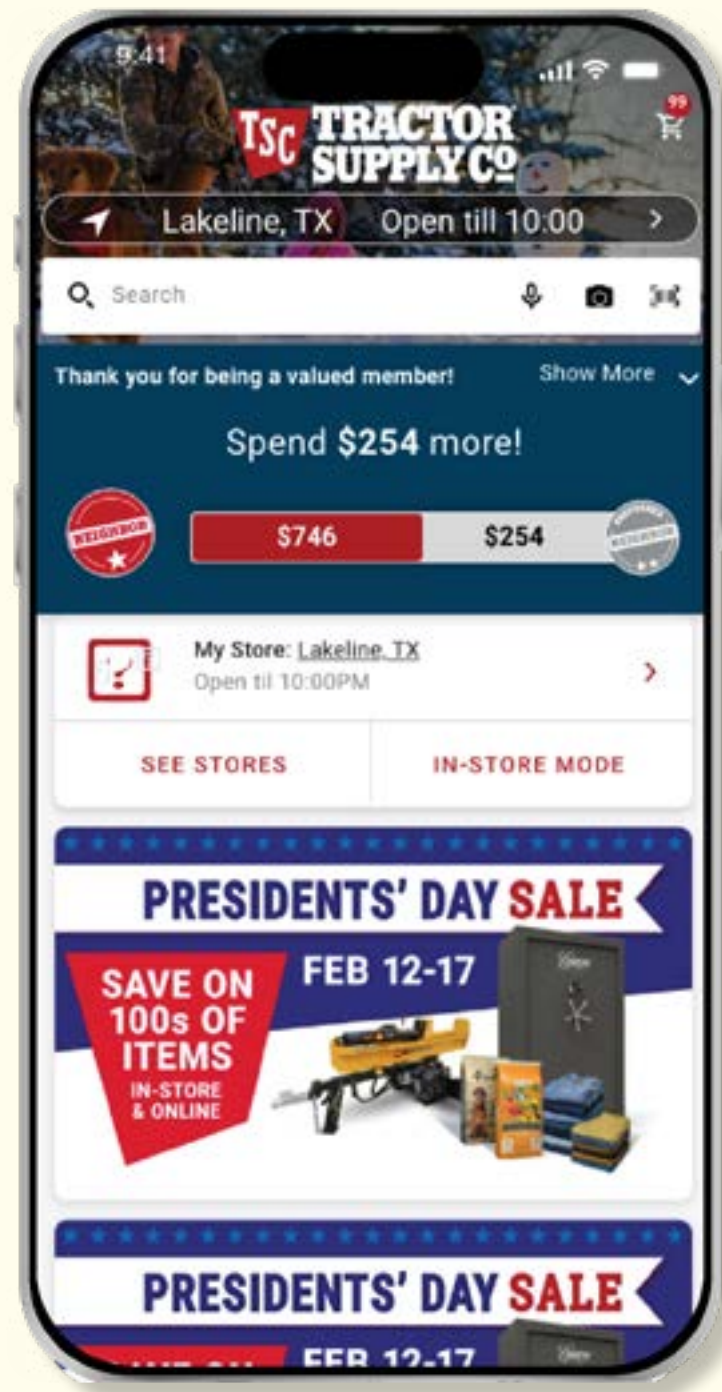 9:41
99
TSC TRACTOR
SUPPLY CO
Lakeline, TX Open till 10:00
Search
Thank you for being a valued member! Show More
Spend $254 more!
NEIGHBOR
$746 $254
NEIGHBOR
My Store: Lakeline, TX
Open til 10:00PM
SEE STORES IN-STORE MODE
PRESIDENTS' DAY SALE
FEB 12-17
SAVE ON
100s OF
ITEMS
IN-STORE
& ONLINE
PRESIDENTS' DAY SALE
FEB 12-17